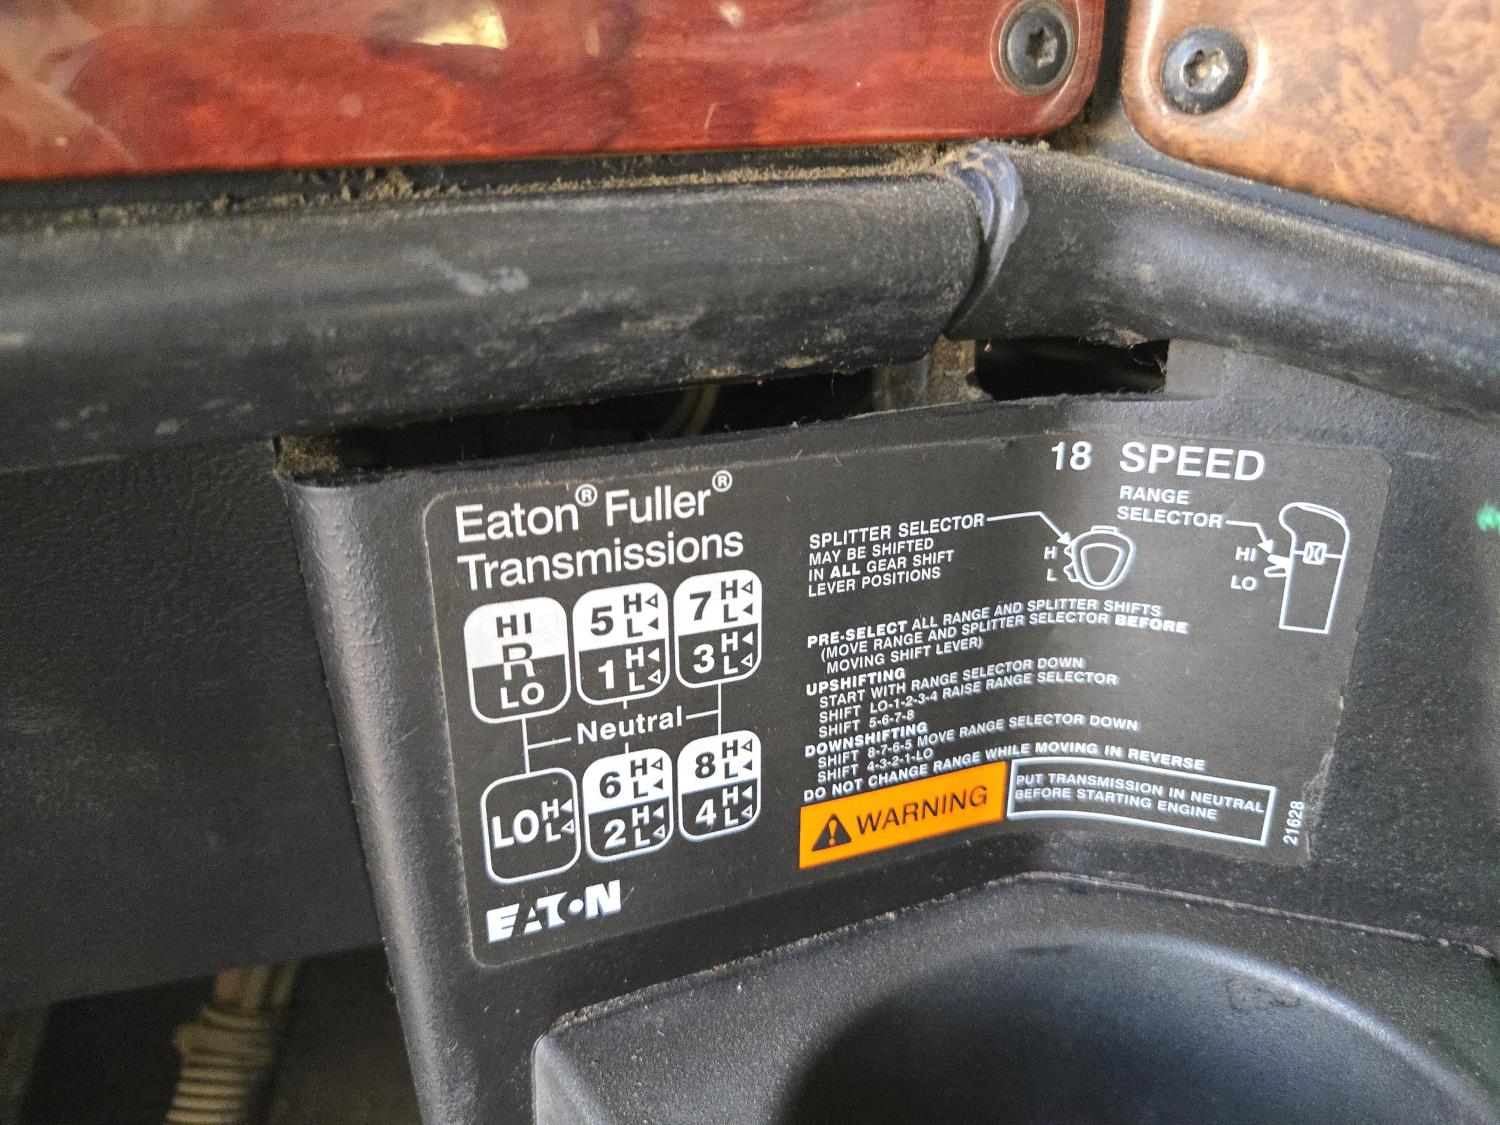 Eaton® Fuller®
Transmissions
HI
R
LO
5 H◁
L◀
1 H◀
L◁
7 H◁
L◀
3 H◀
L◁
Neutral
LO H◀
L◁
6 H◁
L◀
2 H◀
L◁
8 H◁
L◀
4 H◀
L◁
EATON
18 SPEED
SPLITTER SELECTOR
MAY BE SHIFTED
IN ALL GEAR SHIFT
LEVER POSITIONS
H
L
RANGE
SELECTOR
HI
LO
PRE-SELECT ALL RANGE AND SPLITTER SHIFTS
(MOVE RANGE AND SPLITTER SELECTOR BEFORE
MOVING SHIFT LEVER)
UPSHIFTING
START WITH RANGE SELECTOR DOWN
SHIFT LO-1-2-3-4 RAISE RANGE SELECTOR
SHIFT 5-6-7-8
DOWNSHIFTING
SHIFT 8-7-6-5 MOVE RANGE SELECTOR DOWN
SHIFT 4-3-2-1-LO
DO NOT CHANGE RANGE WHILE MOVING IN REVERSE
WARNING
PUT TRANSMISSION IN NEUTRAL
BEFORE STARTING ENGINE
21628